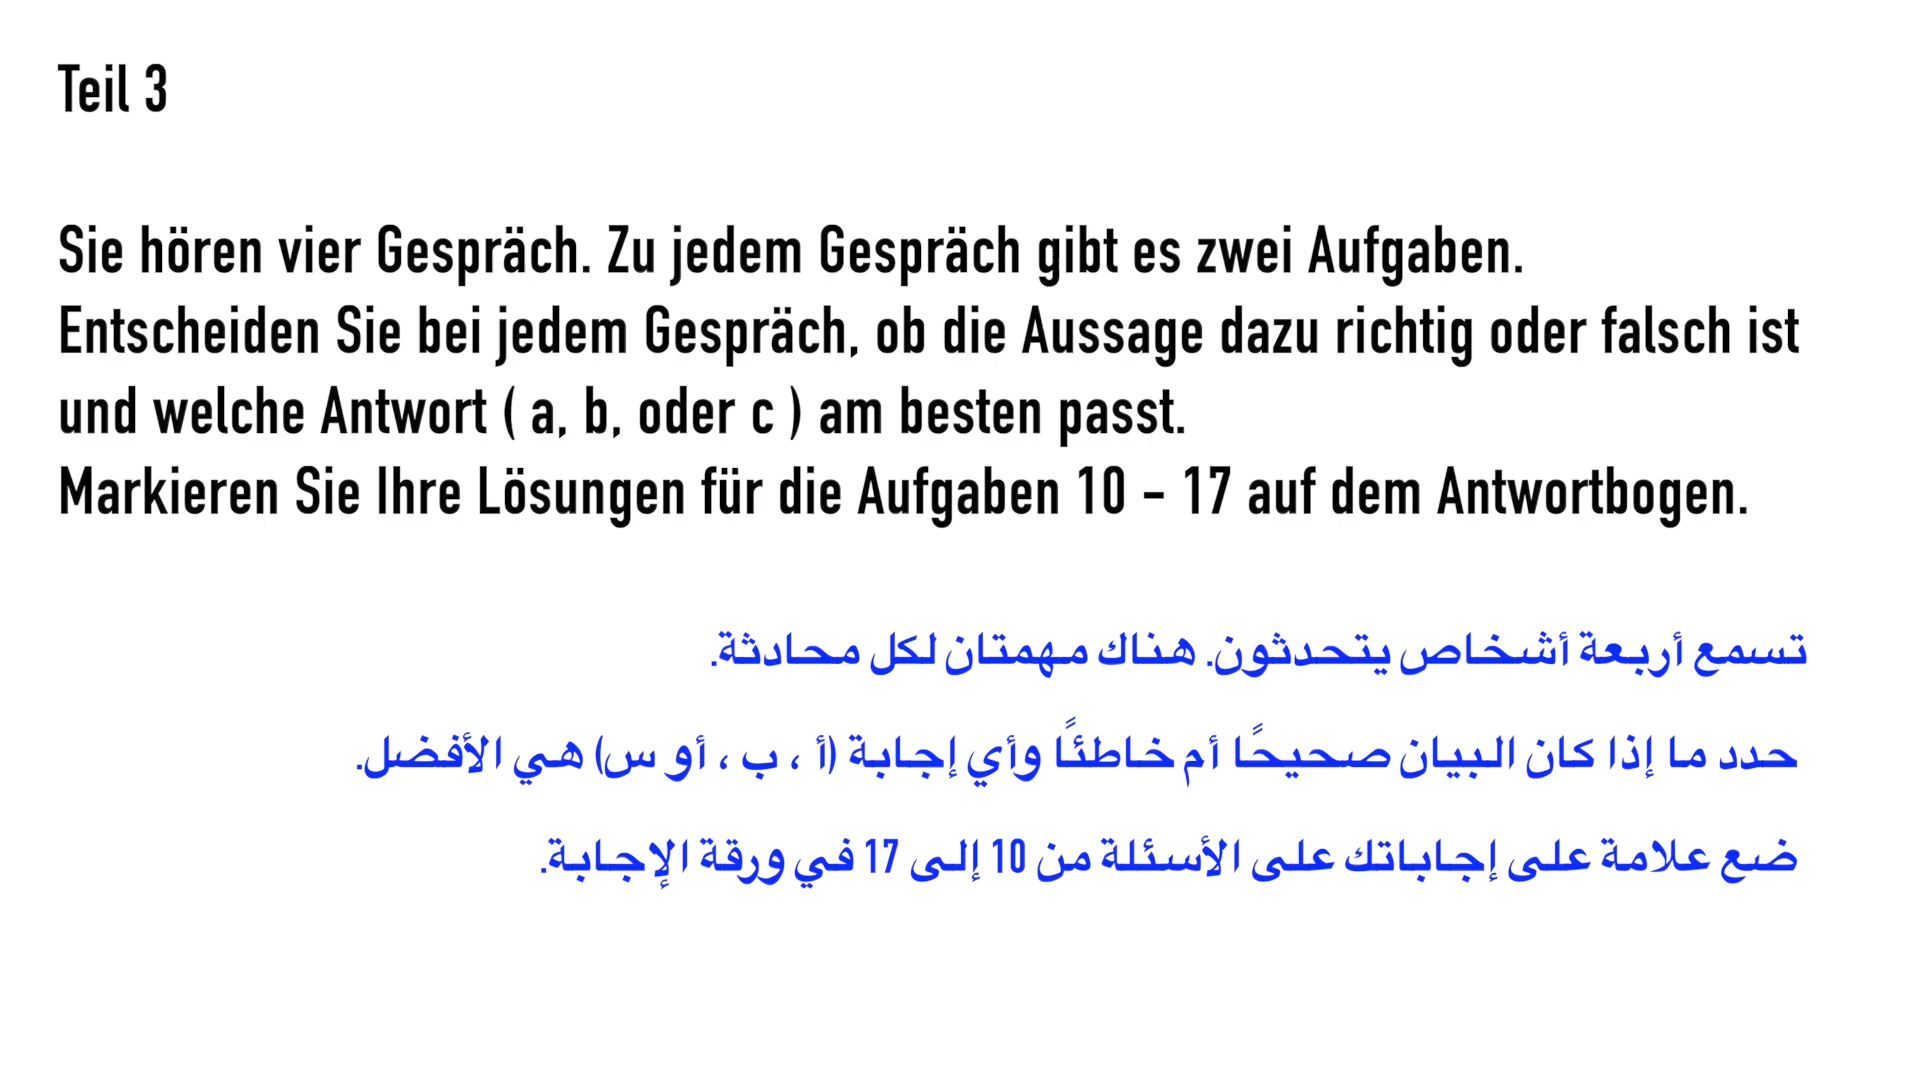 Teil 3
Sie hören vier Gespräch. Zu jedem Gespräch gibt es zwei Aufgaben.
Entscheiden Sie bei jedem Gespräch, ob die Aussage dazu richtig oder falsch ist
und welche Antwort ( a, b, oder c ) am besten passt.
Markieren Sie Ihre Lösungen für die Aufgaben 10 - 17 auf dem Antwortbogen.
تسمع أربعة أشخاص يتحدثون. هناك مهمتان لكل محادثة.
حدد ما إذا كان البيان صحيحًا أم خاطئًا وأي إجابة (أ ، ب ، أو س) هي الأفضل.
ضع علامة على إجاباتك على الأسئلة من 10 إلى 17 في ورقة الإجابة.